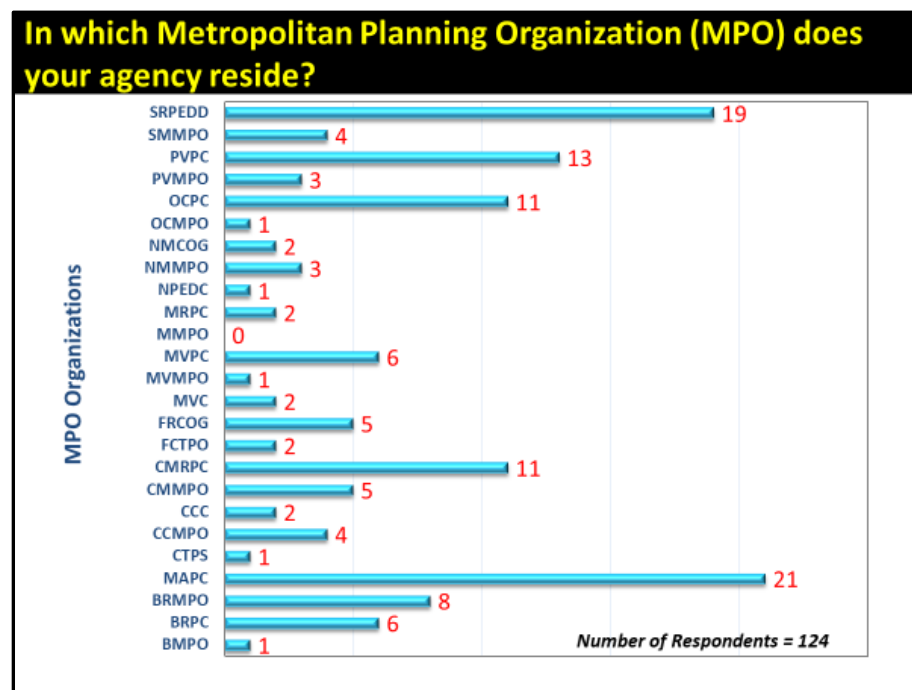 In which Metropolitan Planning Organization (MPO) does
your agency reside?
MPO Organizations
SRPEDD 19
SMMPO 4
PVPC 13
PVMPO 3
OCPC 11
OCMPO 1
NMCOG 2
NMMPO 3
NPEDC 1
MRPC 2
MMPO 0
MVPC 6
MVMPO 1
MVC 2
FRCOG 5
FCTPO 2
CMRPC 11
CMMPO 5
CCC 2
CCMPO 4
CTPS 1
MAPC 21
BRMPO 8
BRPC 6
BMPO 1
Number of Respondents = 124